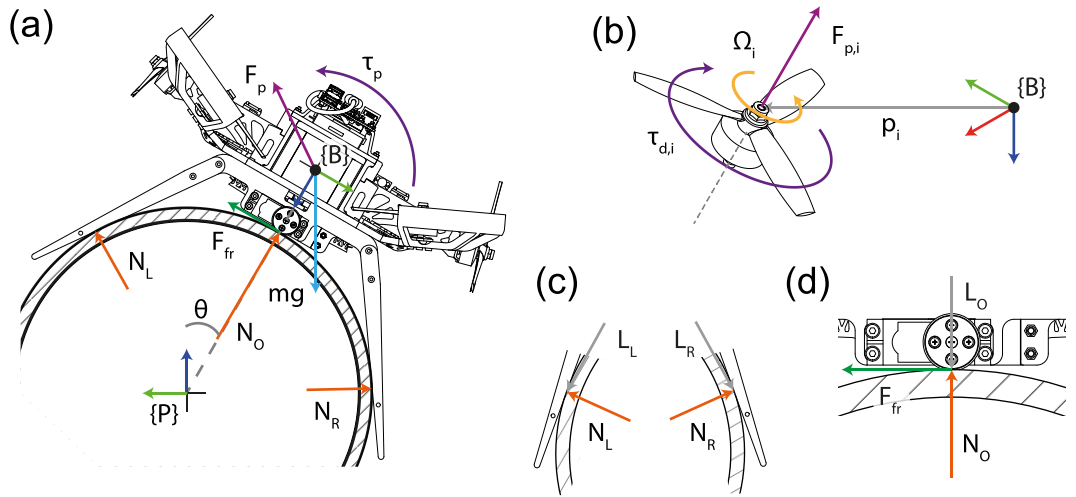 (a)
τp
Fp
{B}
Ffr
NL
mg
θ
NO
{P}
NR
(b)
Ωi
Fp,i
{B}
pi
τd,i
(c)
LL
LR
NL
NR
(d)
LO
Ffr
NO